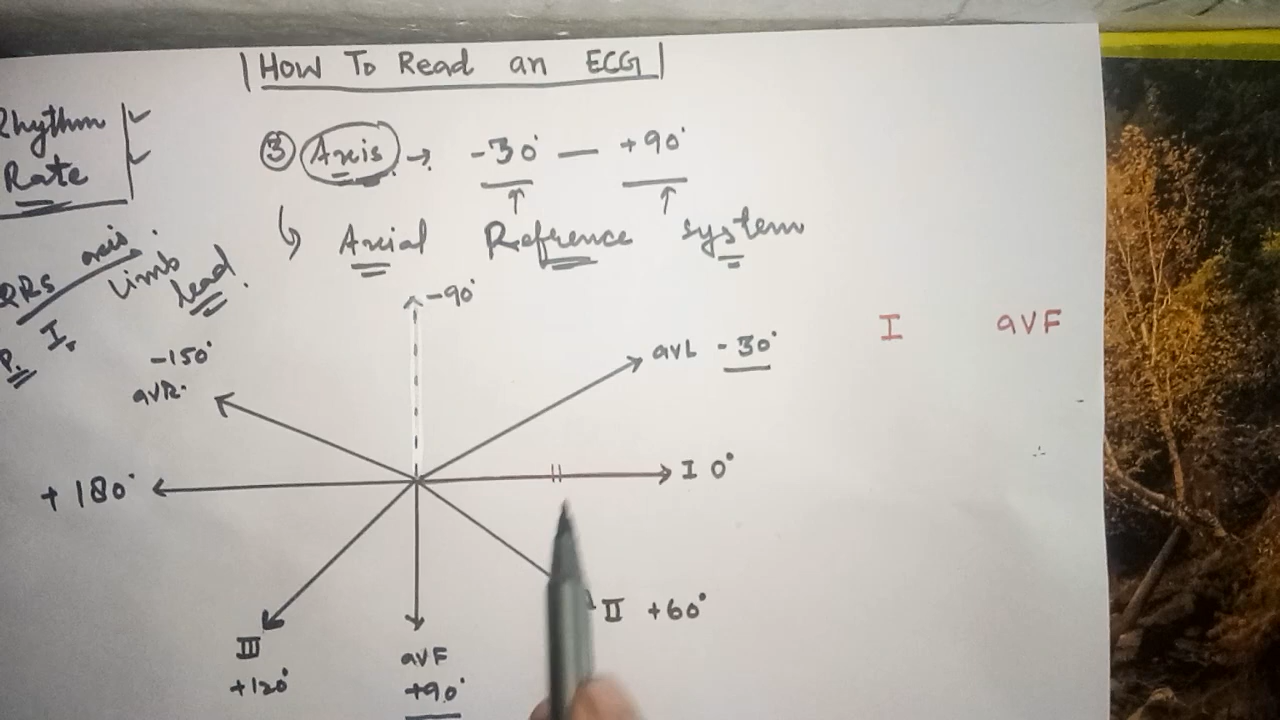 How To Read an ECG
Rhythm
Rate
③ Axis → -30° — +90°
Axial Refrence system
QRS axis
limb lead
I.
P.
-90°
avL -30°
I aVF
-150°
avR.
+180°
I 0°
II +60°
III
+120°
avF
+90°